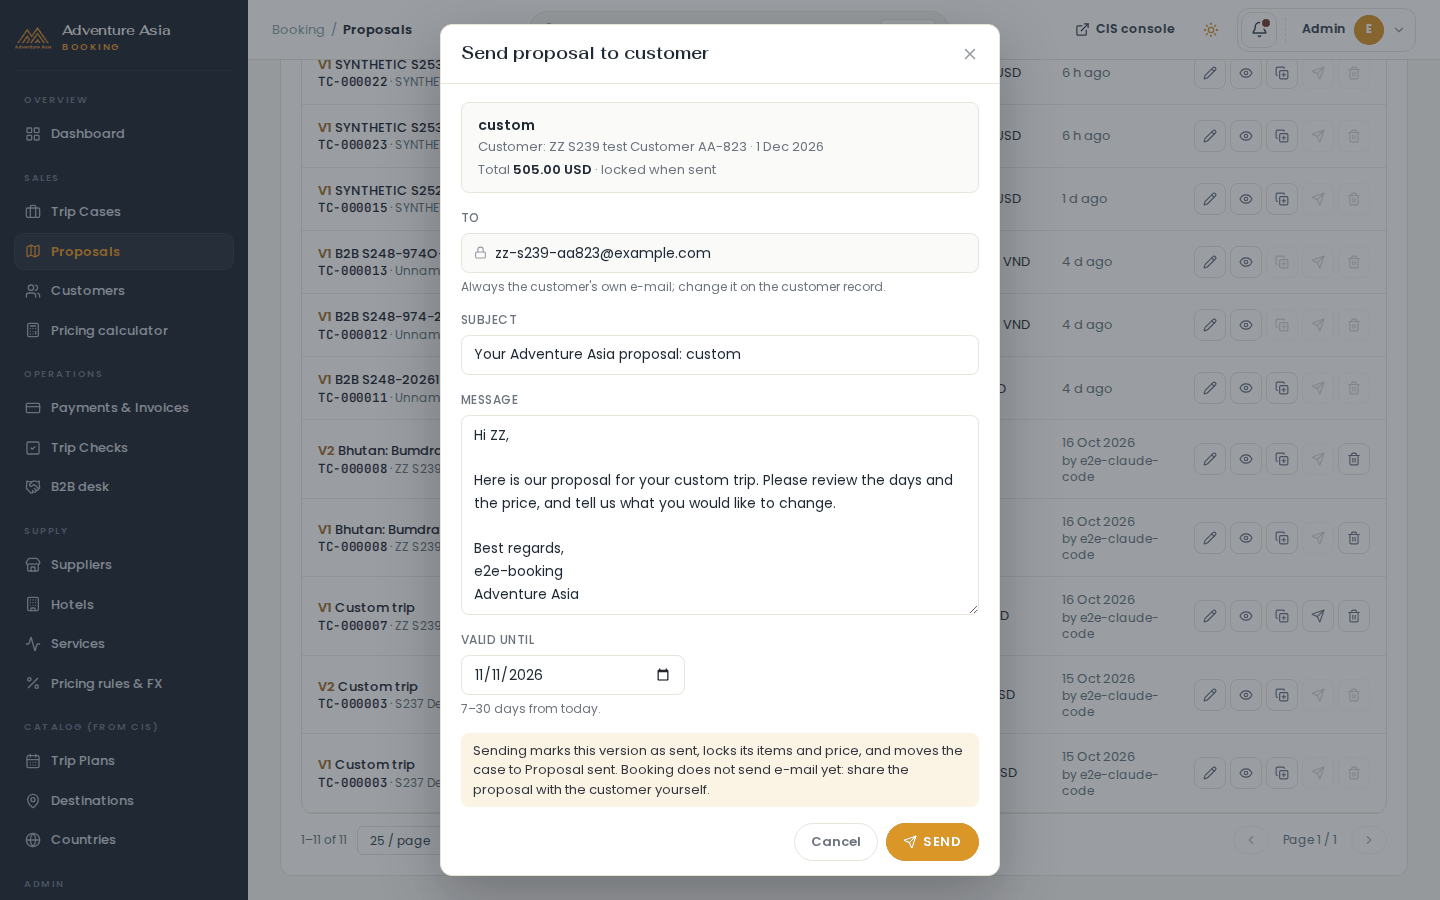 Adventure Asia
BOOKING
Adventure Asia
OVERVIEW
Dashboard
SALES
Trip Cases
Proposals
Customers
Pricing calculator
OPERATIONS
Payments & Invoices
Trip Checks
B2B desk
SUPPLY
Suppliers
Hotels
Services
Pricing rules & FX
CATALOG (FROM CIS)
Trip Plans
Destinations
Countries
ADMIN
Booking / Proposals
CIS console
Admin
E
V1 SYNTHETIC S253
TC-000022 · SYNTHE
USD
6 h ago
V1 SYNTHETIC S253
TC-000023 · SYNTHE
USD
6 h ago
V1 SYNTHETIC S252
TC-000015 · SYNTHE
USD
1 d ago
V1 B2B S248-974O-
TC-000013 · Unnam
VND
4 d ago
V1 B2B S248-974-2
TC-000012 · Unnam
VND
4 d ago
V1 B2B S248-20261
TC-000011 · Unnam
D
4 d ago
V2 Bhutan: Bumdra
TC-000008 · ZZ S239
16 Oct 2026
by e2e-claude-
code
V1 Bhutan: Bumdra
TC-000008 · ZZ S239
16 Oct 2026
by e2e-claude-
code
V1 Custom trip
TC-000007 · ZZ S239
D
16 Oct 2026
by e2e-claude-
code
V2 Custom trip
TC-000003 · S237 De
SD
15 Oct 2026
by e2e-claude-
code
V1 Custom trip
TC-000003 · S237 De
SD
15 Oct 2026
by e2e-claude-
code
1–11 of 11
25 / page
Page 1 / 1
Send proposal to customer
custom
Customer: ZZ S239 test Customer AA-823 · 1 Dec 2026
Total 505.00 USD · locked when sent
TO
zz-s239-aa823@example.com
Always the customer's own e-mail; change it on the customer record.
SUBJECT
Your Adventure Asia proposal: custom
MESSAGE
Hi ZZ,
Here is our proposal for your custom trip. Please review the days and
the price, and tell us what you would like to change.
Best regards,
e2e-booking
Adventure Asia
VALID UNTIL
11/11/2026
7–30 days from today.
Sending marks this version as sent, locks its items and price, and moves the
case to Proposal sent. Booking does not send e-mail yet: share the
proposal with the customer yourself.
Cancel
SEND